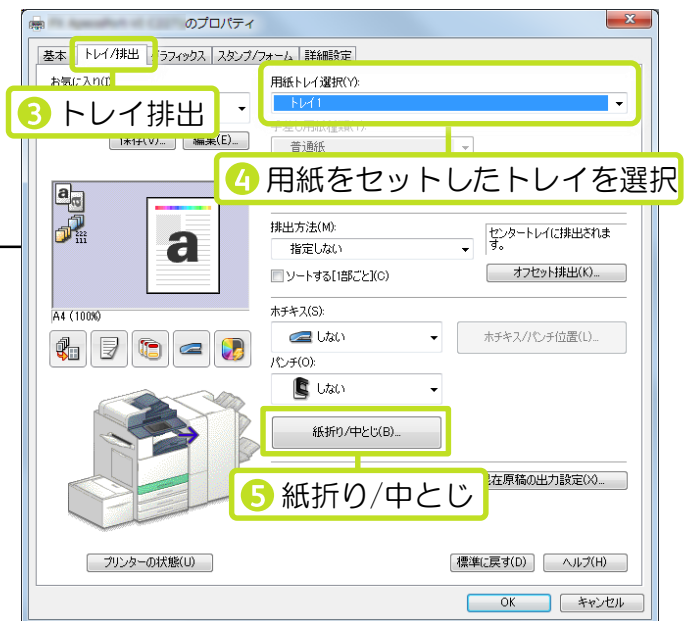 のプロパティ
基本 トレイ/排出 グラフィックス スタンプ/フォーム 詳細設定
用紙トレイ選択(Y):
トレイ1
❸ トレイ排出
編集(E)...
普通紙
❹ 用紙をセットしたトレイを選択
a
a
222
111
a
排出方法(M):
指定しない
センタートレイに排出されま
す。
ソートする[1部ごと](C)
オフセット排出(K)...
A4 (100%)
ホチキス(S):
しない
ホチキス/パンチ位置(L)...
パンチ(O):
しない
紙折り/中とじ(B)...
❺ 紙折り/中とじ
在原稿の出力設定(X)...
プリンターの状態(U)
標準に戻す(D)
ヘルプ(H)
OK
キャンセル